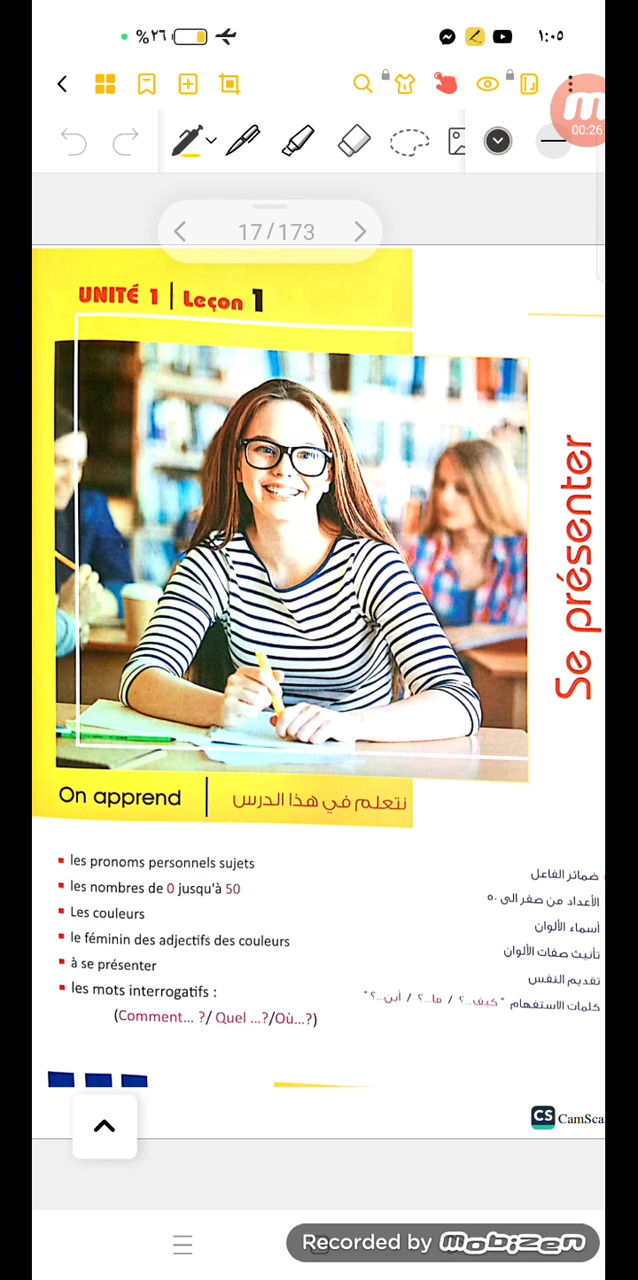 %٢٦
١:٠٥
00:26
17/173
UNITÉ 1 | Leçon 1
Se présenter
On apprend | نتعلم في هذا الدرس
▪ les pronoms personnels sujets
ضمائر الفاعل
▪ les nombres de 0 jusqu'à 50
الأعداد من صفر الى ٥٠
▪ Les couleurs
أسماء الألوان
▪ le féminin des adjectifs des couleurs
تأنيث صفات الألوان
▪ à se présenter
تقديم النفس
▪ les mots interrogatifs :
كلمات الاستفهام "كيف...؟ / ما...؟ / أين...؟"
(Comment... ?/ Quel ...?/Où...?)
CS CamSca
Recorded by mobizen